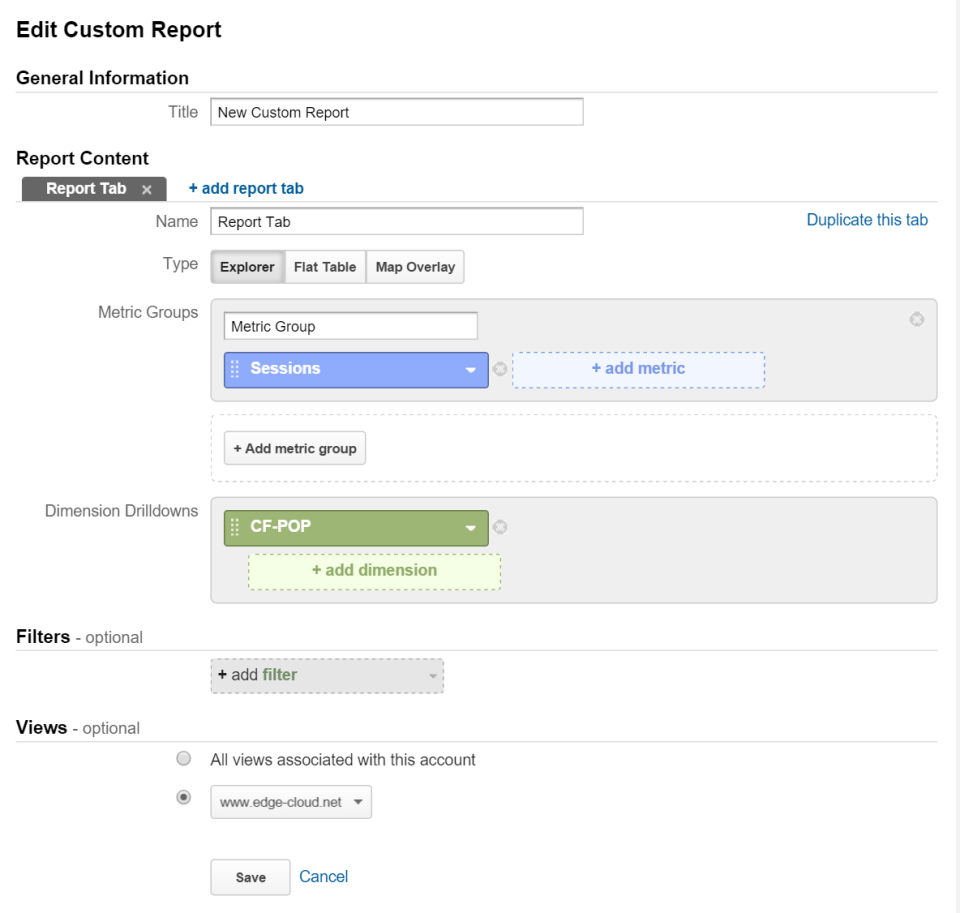 Edit Custom Report
General Information
Title New Custom Report
Report Content
Report Tab x + add report tab
Name Report Tab Duplicate this tab
Type Explorer Flat Table Map Overlay
Metric Groups
Metric Group
Sessions + add metric
+ Add metric group
Dimension Drilldowns
CF-POP
+ add dimension
Filters - optional
+ add filter
Views - optional
All views associated with this account
www.edge-cloud.net
Save Cancel